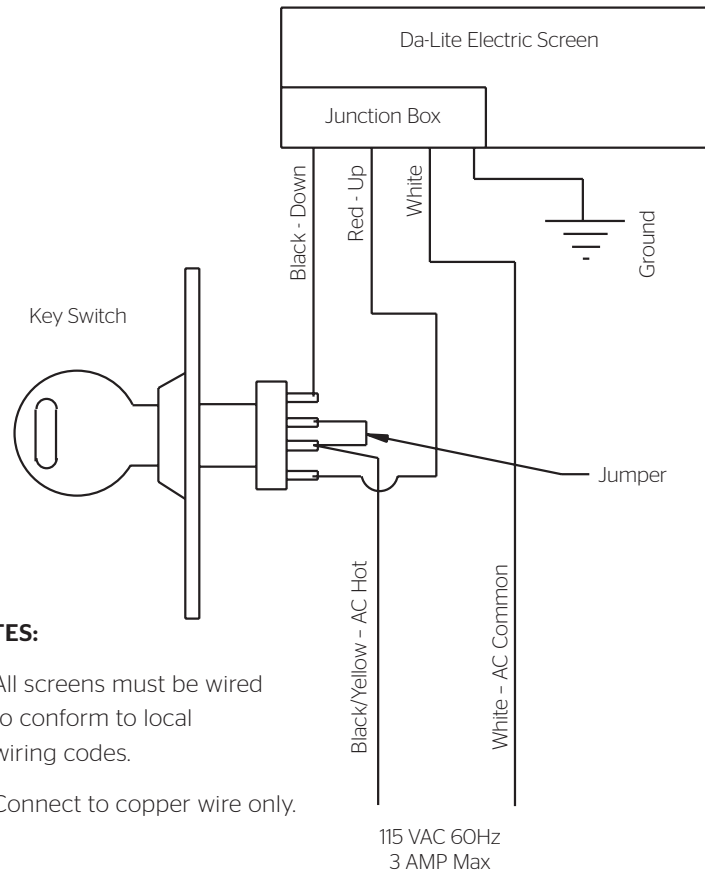 Da-Lite Electric Screen
Junction Box
Black - Down
Red - Up
White
Ground
Key Switch
Jumper
Black/Yellow - AC Hot
White - AC Common
TES:
All screens must be wired
o conform to local
wiring codes.
Connect to copper wire only.
115 VAC 60Hz
3 AMP Max